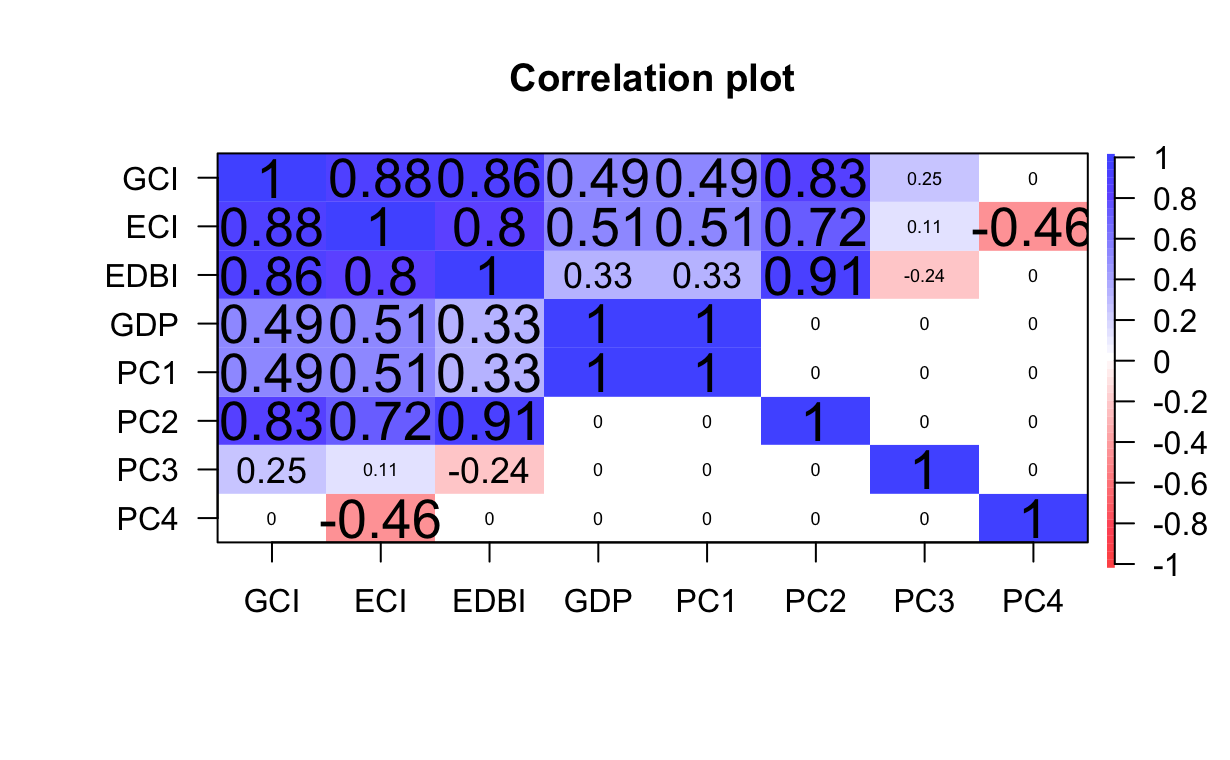 Correlation plot
GCI 1 0.88 0.86 0.49 0.49 0.83 0.25 0 1
ECI 0.88 1 0.8 0.51 0.51 0.72 0.11 -0.46 0.8
0.6
EDBI 0.86 0.8 1 0.33 0.33 0.91 -0.24 0 0.4
GDP 0.49 0.51 0.33 1 1 0 0 0 0.2
PC1 0.49 0.51 0.33 1 1 0 0 0 0
-0.2
PC2 0.83 0.72 0.91 0 0 1 0 0 -0.4
PC3 0.25 0.11 -0.24 0 0 0 1 0 -0.6
PC4 0 -0.46 0 0 0 0 0 1 -0.8
-1
GCI ECI EDBI GDP PC1 PC2 PC3 PC4